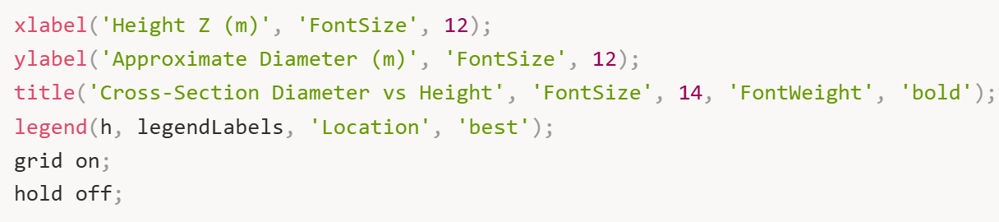 xlabel('Height Z (m)', 'FontSize', 12);
ylabel('Approximate Diameter (m)', 'FontSize', 12);
title('Cross-Section Diameter vs Height', 'FontSize', 14, 'FontWeight', 'bold');
legend(h, legendLabels, 'Location', 'best');
grid on;
hold off;